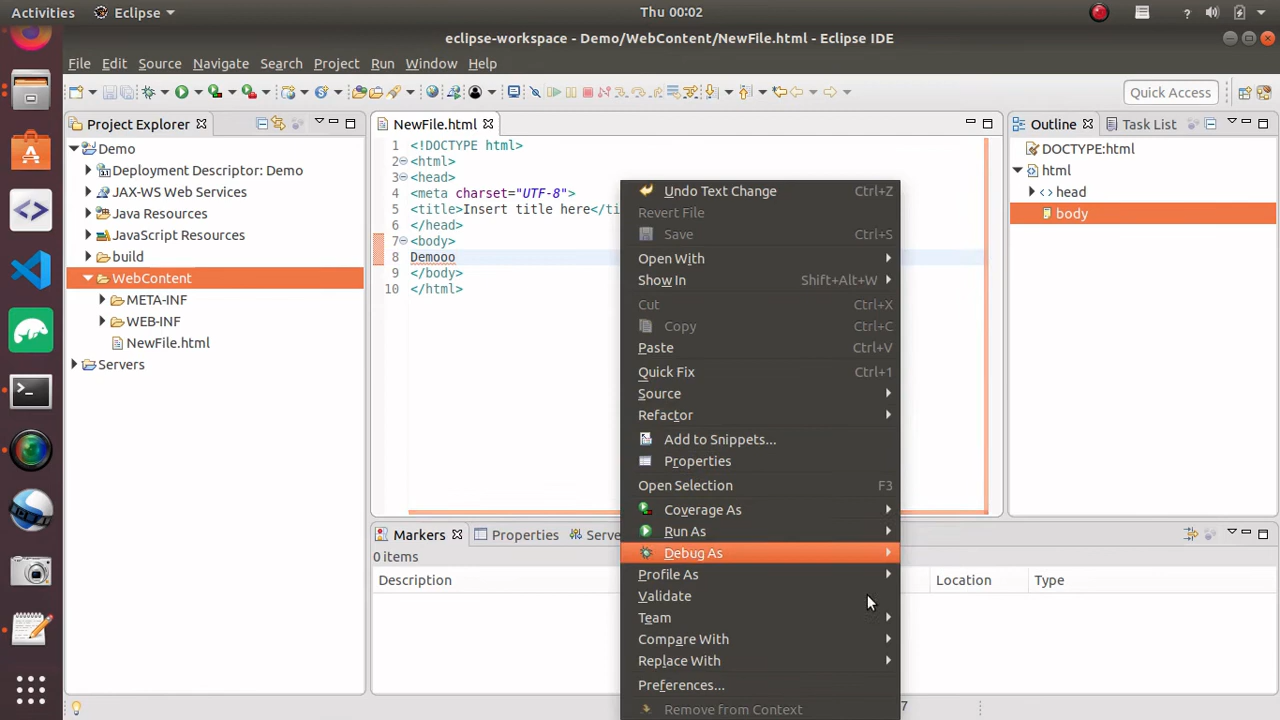 Activities
Eclipse
Thu 00:02
?
eclipse-workspace - Demo/WebContent/NewFile.html - Eclipse IDE
File Edit Source Navigate Search Project Run Window Help
Quick Access
Project Explorer
Demo
Deployment Descriptor: Demo
JAX-WS Web Services
Java Resources
JavaScript Resources
build
WebContent
META-INF
WEB-INF
NewFile.html
Servers
NewFile.html
1 <!DOCTYPE html>
2 <html>
3 <head>
4 <meta charset="UTF-8">
5 <title>Insert title here</ti
6 </head>
7 <body>
8 Demooo
9 </body>
10 </html>
Undo Text Change Ctrl+Z
Revert File
Save Ctrl+S
Open With
Show In Shift+Alt+W
Cut Ctrl+X
Copy Ctrl+C
Paste Ctrl+V
Quick Fix Ctrl+1
Source
Refactor
Add to Snippets...
Properties
Open Selection F3
Coverage As
Run As
Debug As
Profile As
Validate
Team
Compare With
Replace With
Preferences...
Remove from Context
Outline
Task List
DOCTYPE:html
html
head
body
Markers Properties Serve
0 items
Description Location Type
7